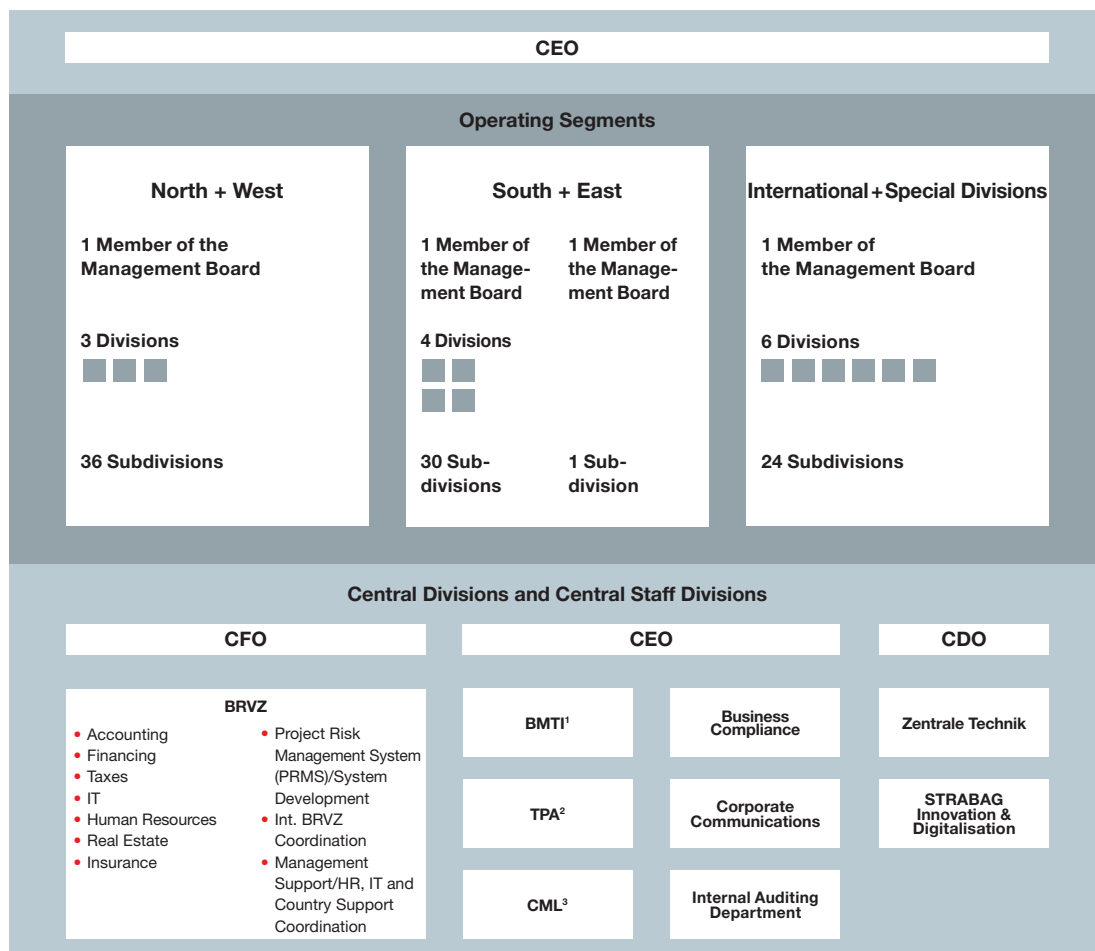 CEO
Operating Segments
North + West
1 Member of the
Management Board
3 Divisions
36 Subdivisions
South + East
1 Member of
the Manage-
ment Board
1 Member of
the Manage-
ment Board
4 Divisions
30 Sub-
divisions
1 Sub-
division
International + Special Divisions
1 Member of
the Management Board
6 Divisions
24 Subdivisions
Central Divisions and Central Staff Divisions
CFO
BRVZ
• Accounting
• Financing
• Taxes
• IT
• Human Resources
• Real Estate
• Insurance
• Project Risk
Management System
(PRMS)/System
Development
• Int. BRVZ
Coordination
• Management
Support/HR, IT and
Country Support
Coordination
CEO
BMTI¹
TPA²
CML³
Business
Compliance
Corporate
Communications
Internal Auditing
Department
CDO
Zentrale Technik
STRABAG
Innovation &
Digitalisation